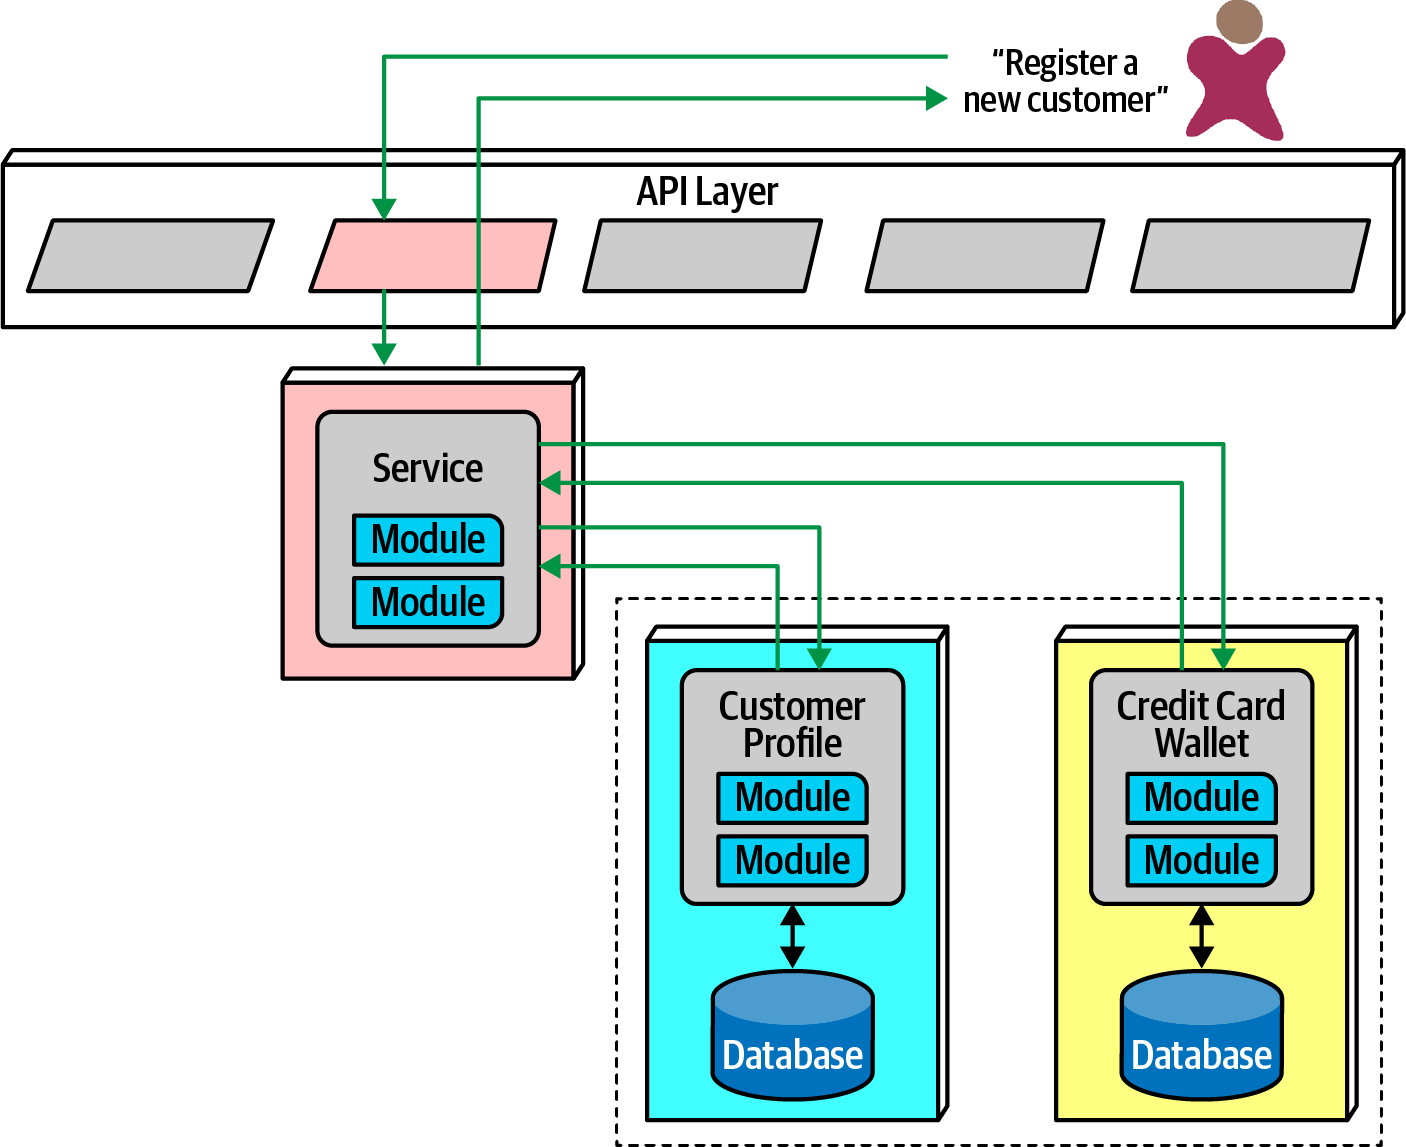 “Register a
new customer”
API Layer
Service
Module
Module
Customer
Profile
Module
Module
Database
Credit Card
Wallet
Module
Module
Database